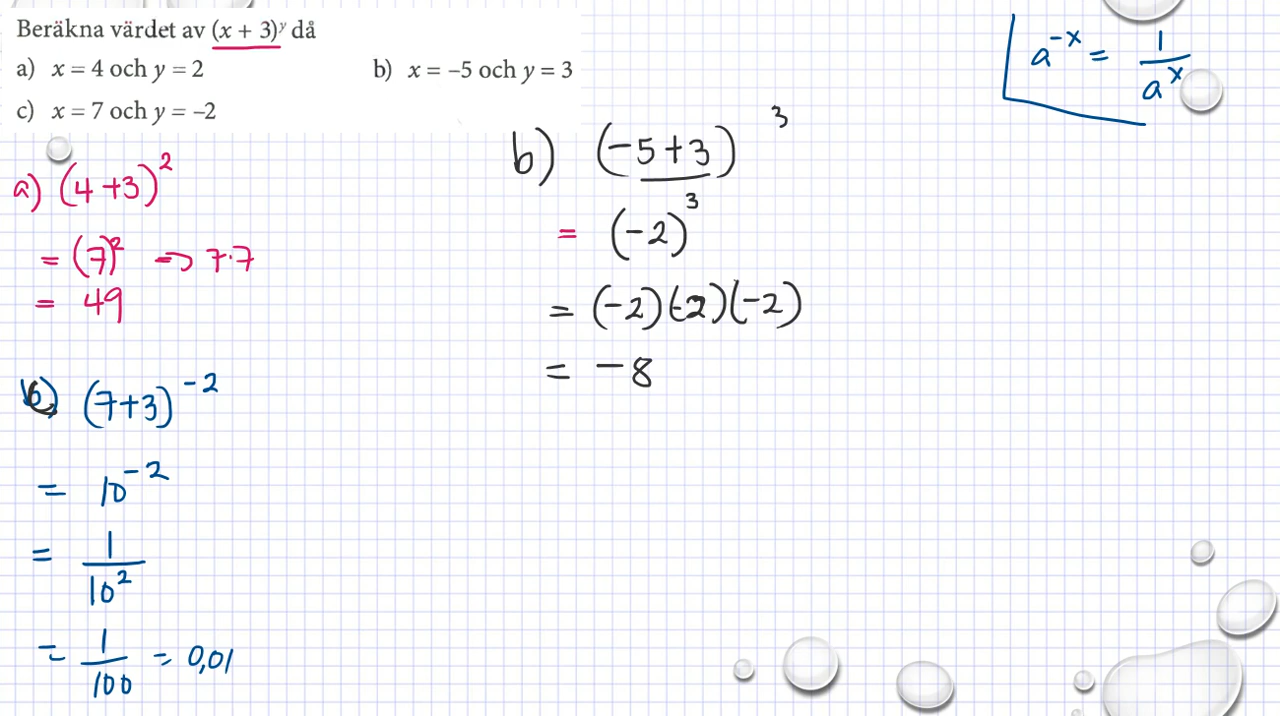 Beräkna värdet av (x + 3)^y då
a) x = 4 och y = 2
b) x = –5 och y = 3
c) x = 7 och y = –2
a^-x = 1/a^x
a) (4+3)^2
= (7)^2 => 7·7
= 49
b) (-5+3)^3
= (-2)^3
= (-2)(-2)(-2)
= -8
c) (7+3)^-2
= 10^-2
= 1/10^2
= 1/100 = 0,01